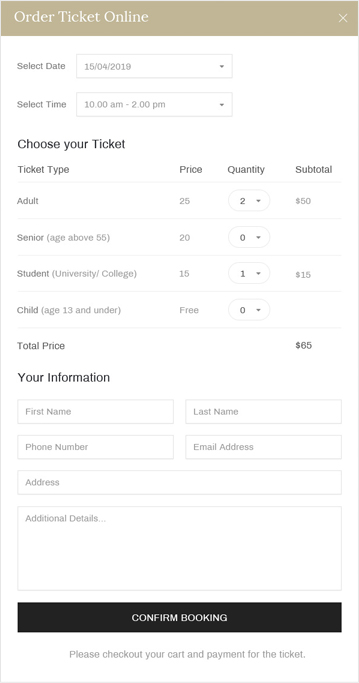 Order Ticket Online
Select Date 15/04/2019
Select Time 10.00 am - 2.00 pm
Choose your Ticket
Ticket Type Price Quantity Subtotal
Adult 25 2 $50
Senior (age above 55) 20 0
Student (University/ College) 15 1 $15
Child (age 13 and under) Free 0
Total Price $65
Your Information
First Name Last Name
Phone Number Email Address
Address
Additional Details...
CONFIRM BOOKING
Please checkout your cart and payment for the ticket.